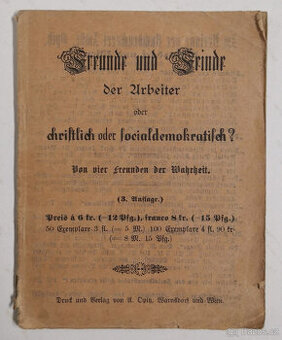 Freunde und Feinde
der Arbeiter
oder
christlich oder socialdemokratisch?
Von vier Freunden der Wahrheit.
(3. Auflage.)
Preis à 6 kr. (=12 Pfg.), franco 8 kr. (=15 Pfg.)
50 Exemplare 3 fl. (= 5 M.) 100 Exemplare 4 fl. 90 kr.
(= 8 M. 15 Pfg.)
Druck und Verlag von A. Opitz, Warnsdorf und Wien.